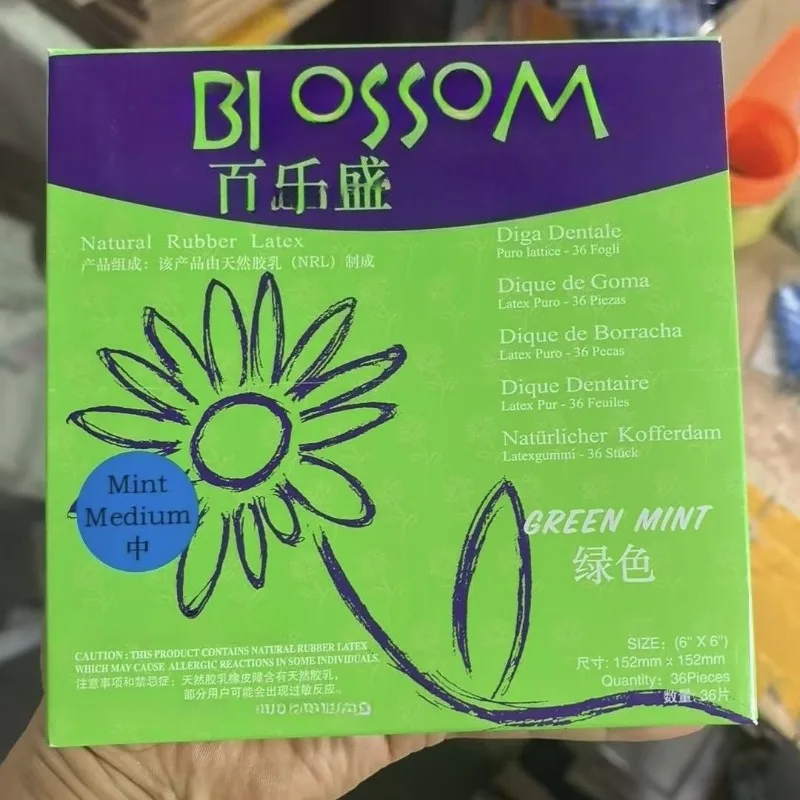 BlOSSOM
百乐盛
Natural Rubber Latex
产品组成：该产品由天然胶乳（NRL）制成
Diga Dentale
Puro lattice - 36 Fogli
Dique de Goma
Latex Puro - 36 Piezas
Dique de Borracha
Latex Puro - 36 Pecas
Dique Dentaire
Latex Pur - 36 Feuiles
Natürlicher Kofferdam
Latexgummi - 36 Stück
Mint
Medium
中
GREEN MINT
绿色
CAUTION : THIS PRODUCT CONTAINS NATURAL RUBBER LATEX
WHICH MAY CAUSE ALLERGIC REACTIONS IN SOME INDIVIDUALS.
注意事项和禁忌症：天然胶乳橡皮障含有天然胶乳，
部分用户可能会出现过敏反应。
SIZE： (6" X 6")
尺寸: 152mm x 152mm
Quantity： 36Pieces
数量: 36片